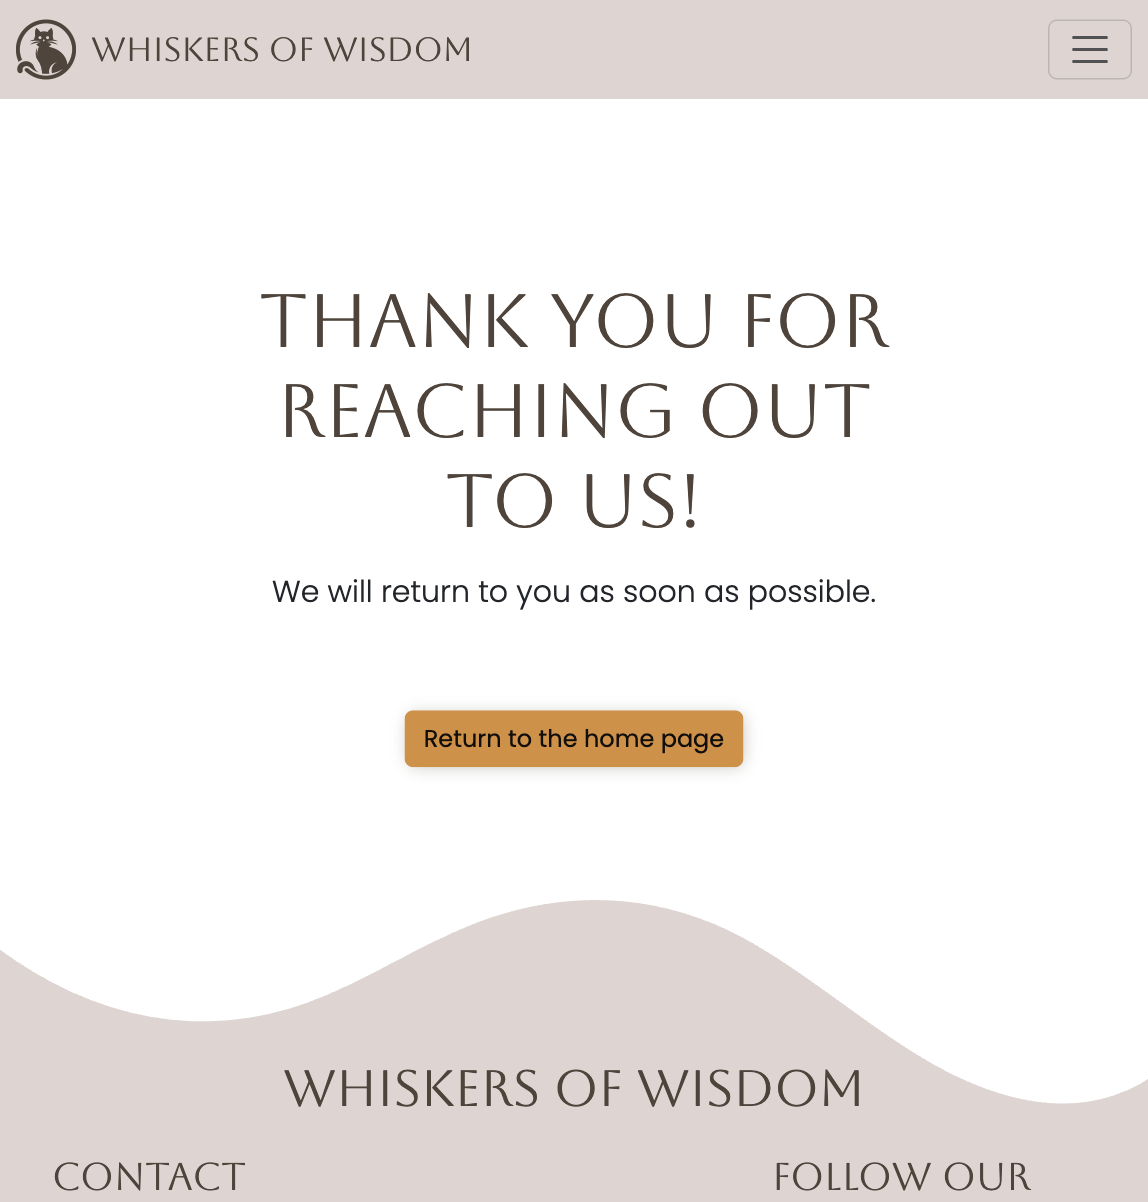 WHISKERS OF WISDOM
THANK YOU FOR
REACHING OUT
TO US!
We will return to you as soon as possible.
Return to the home page
WHISKERS OF WISDOM
CONTACT
FOLLOW OUR